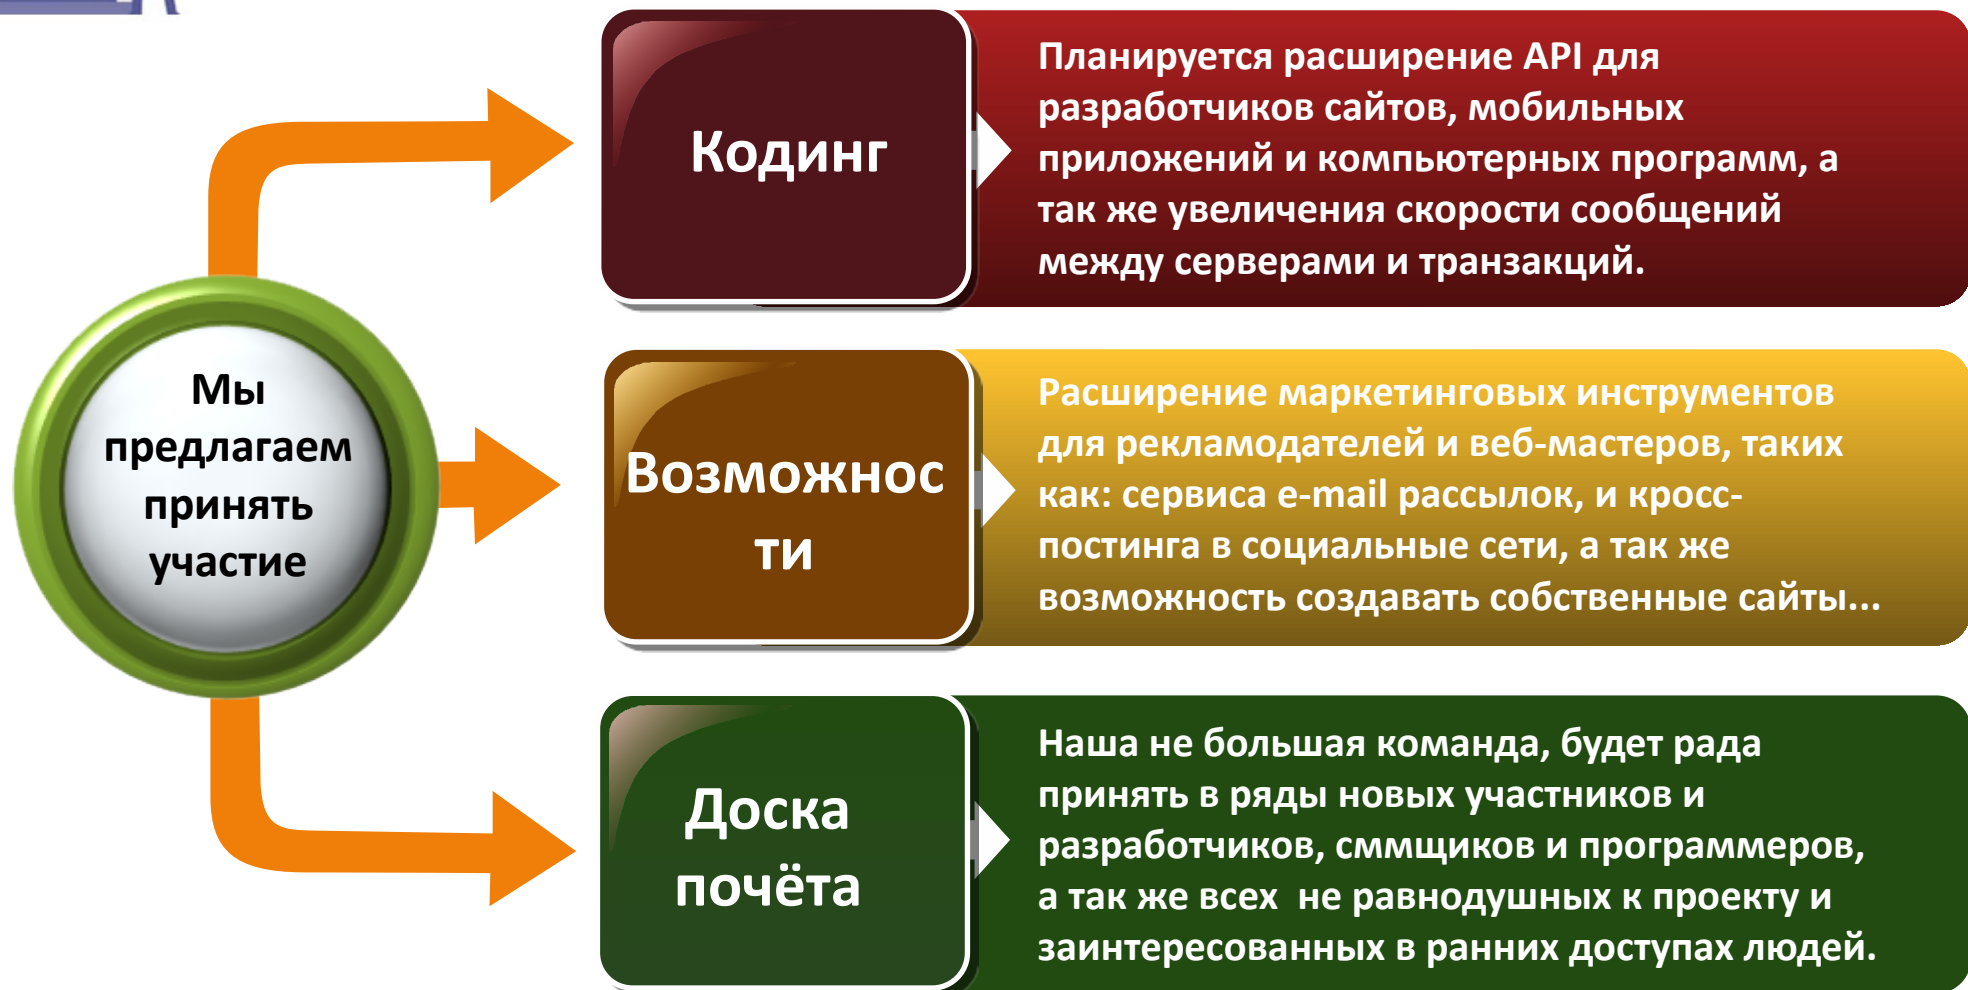 Мы
предлагаем
принять
участие
Кодинг
Планируется расширение API для
разработчиков сайтов, мобильных
приложений и компьютерных программ, а
так же увеличения скорости сообщений
между серверами и транзакций.
Возможнос
ти
Расширение маркетинговых инструментов
для рекламодателей и веб-мастеров, таких
как: сервиса e-mail рассылок, и кросс-
постинга в социальные сети, а так же
возможность создавать собственные сайты...
Доска
почёта
Наша не большая команда, будет рада
принять в ряды новых участников и
разработчиков, сммщиков и программеров,
а так же всех  не равнодушных к проекту и
заинтересованных в ранних доступах людей.